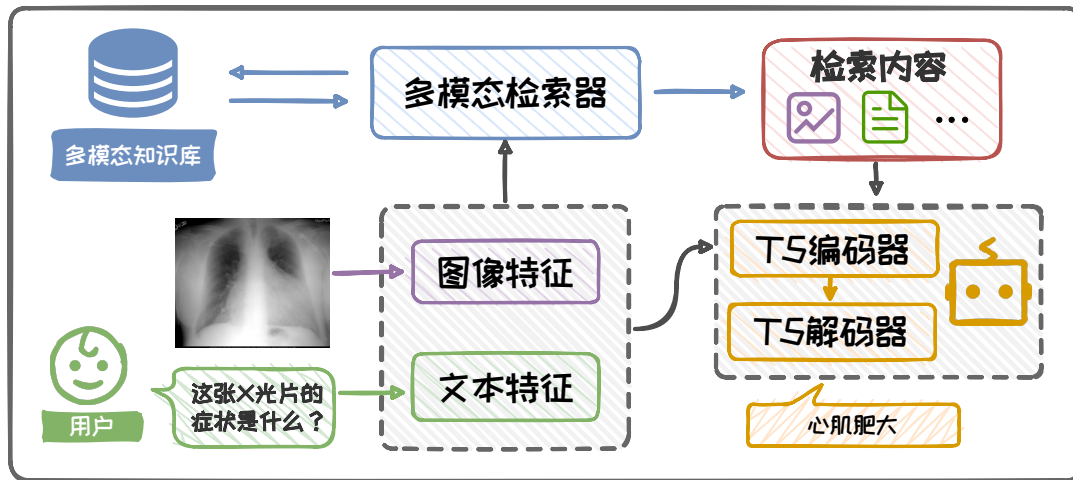 多模态检索器
检索内容
...
多模态知识库
图像特征
T5编码器
T5解码器
文本特征
这张X光片的
症状是什么？
用户
心肌肥大